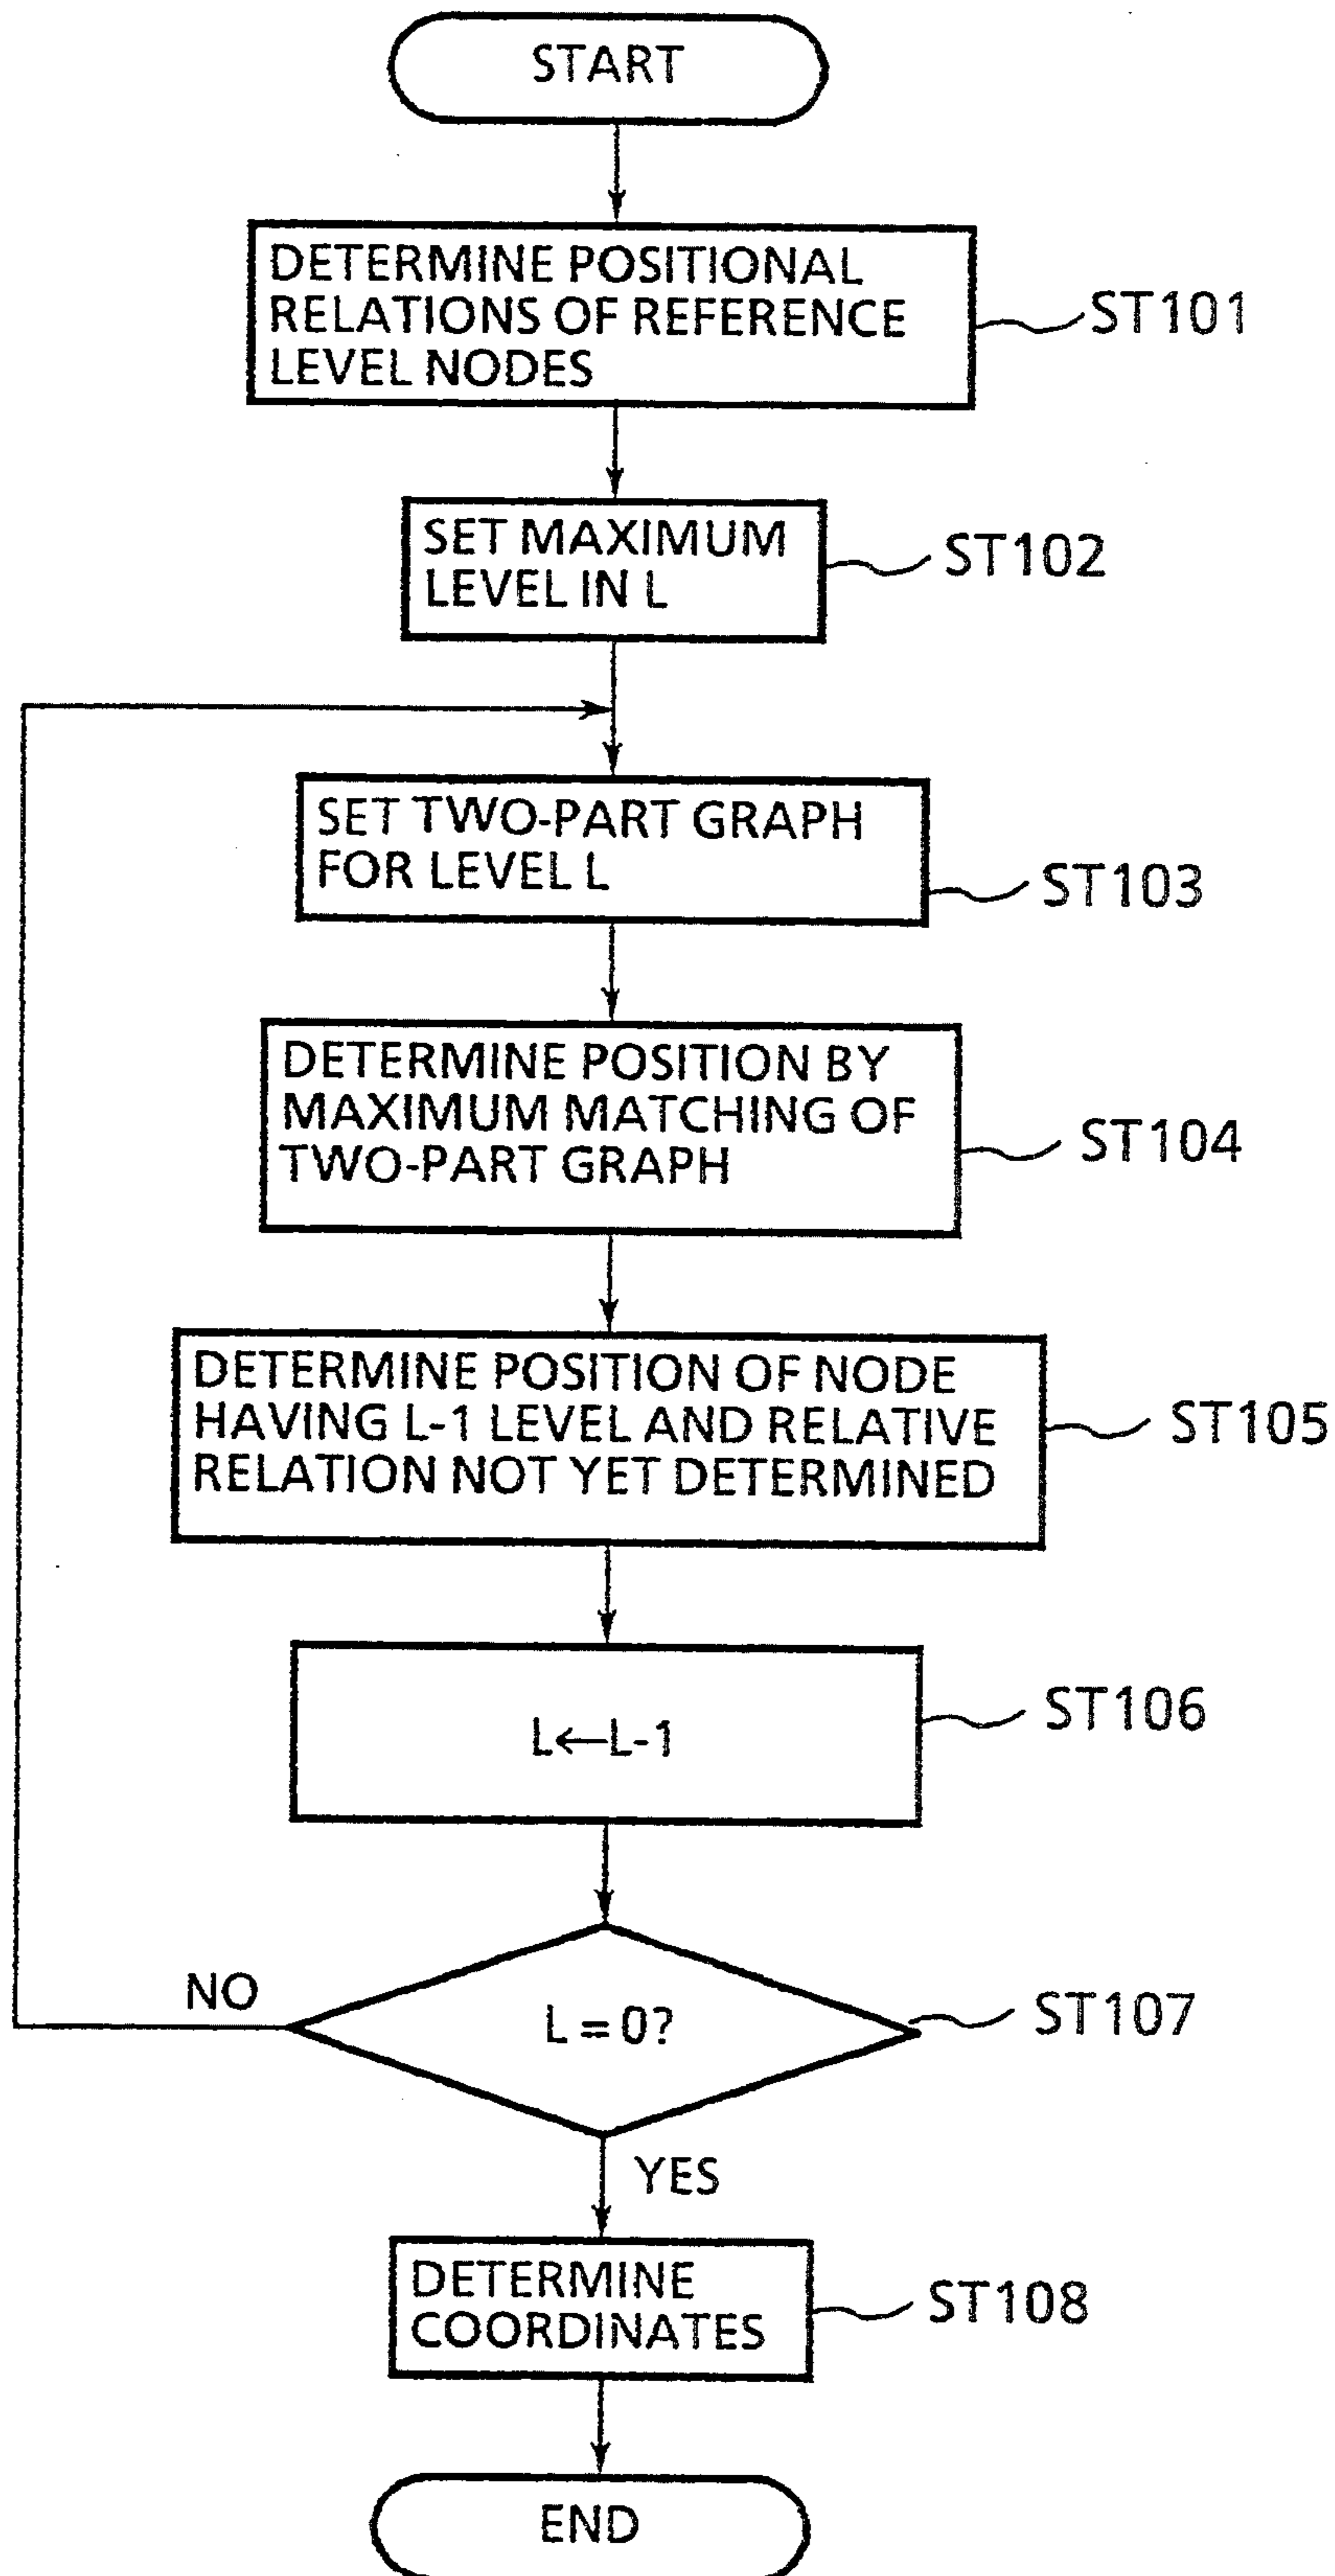 START
DETERMINE POSITIONAL
RELATIONS OF REFERENCE
LEVEL NODES
ST101
SET MAXIMUM
LEVEL IN L
ST102
SET TWO-PART GRAPH
FOR LEVEL L
ST103
DETERMINE POSITION BY
MAXIMUM MATCHING OF
TWO-PART GRAPH
ST104
DETERMINE POSITION OF NODE
HAVING L-1 LEVEL AND RELATIVE
RELATION NOT YET DETERMINED
ST105
L←L-1
ST106
NO
L = 0?
ST107
YES
DETERMINE
COORDINATES
ST108
END